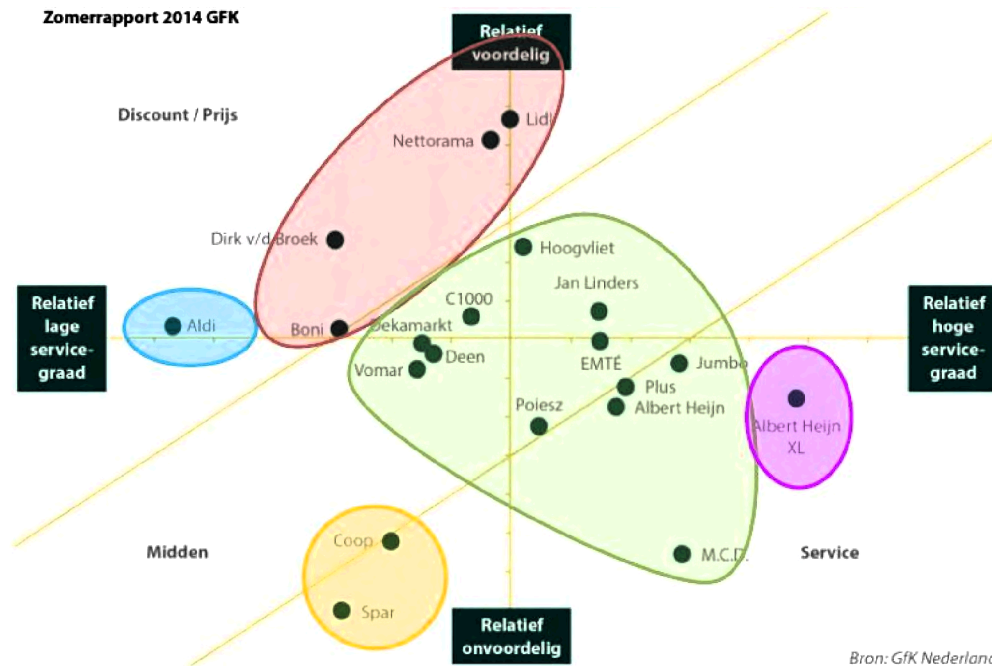 Zomerrapport 2014 GFK
Relatief
voordelig
Discount / Prijs
Lidl
Nettorama
Dirk v/d Broek
Hoogvliet
Jan Linders
C1000
Relatief
lage
service-
graad
Aldi
Boni
Dekamarkt
Deen
Vomar
EMTÉ
Jumbo
Relatief
hoge
service-
graad
Plus
Albert Heijn
Poiesz
Albert Heijn
XL
Coop
Midden
M.C.D.
Service
Spar
Relatief
onvoordelig
Bron: GfK Nederland